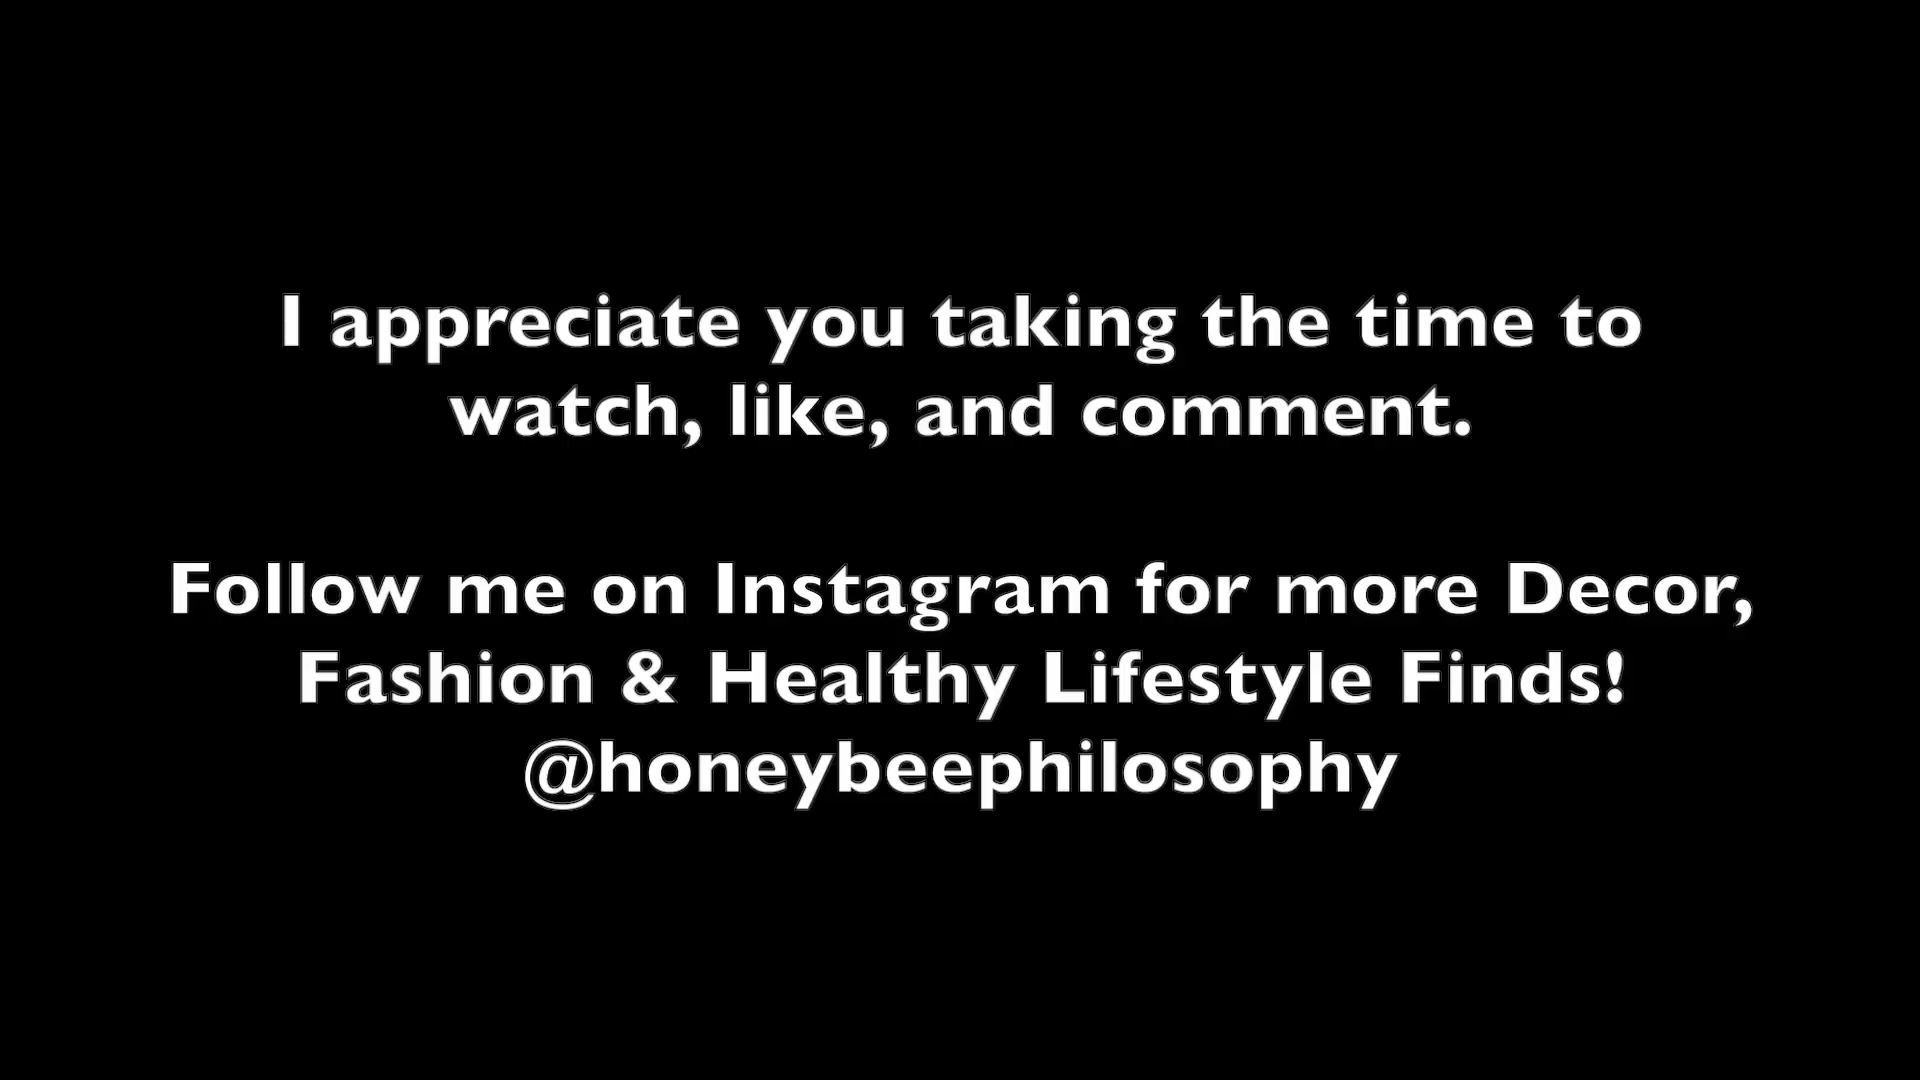 I appreciate you taking the time to
watch, like, and comment.
Follow me on Instagram for more Decor,
Fashion & Healthy Lifestyle Finds!
@honeybeephilosophy